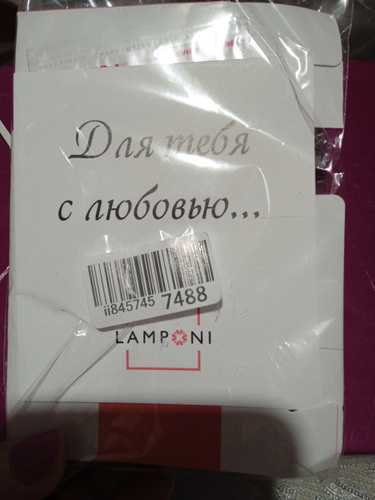 Для тебя
с любовью...
ii845745 7488
LAMPONI